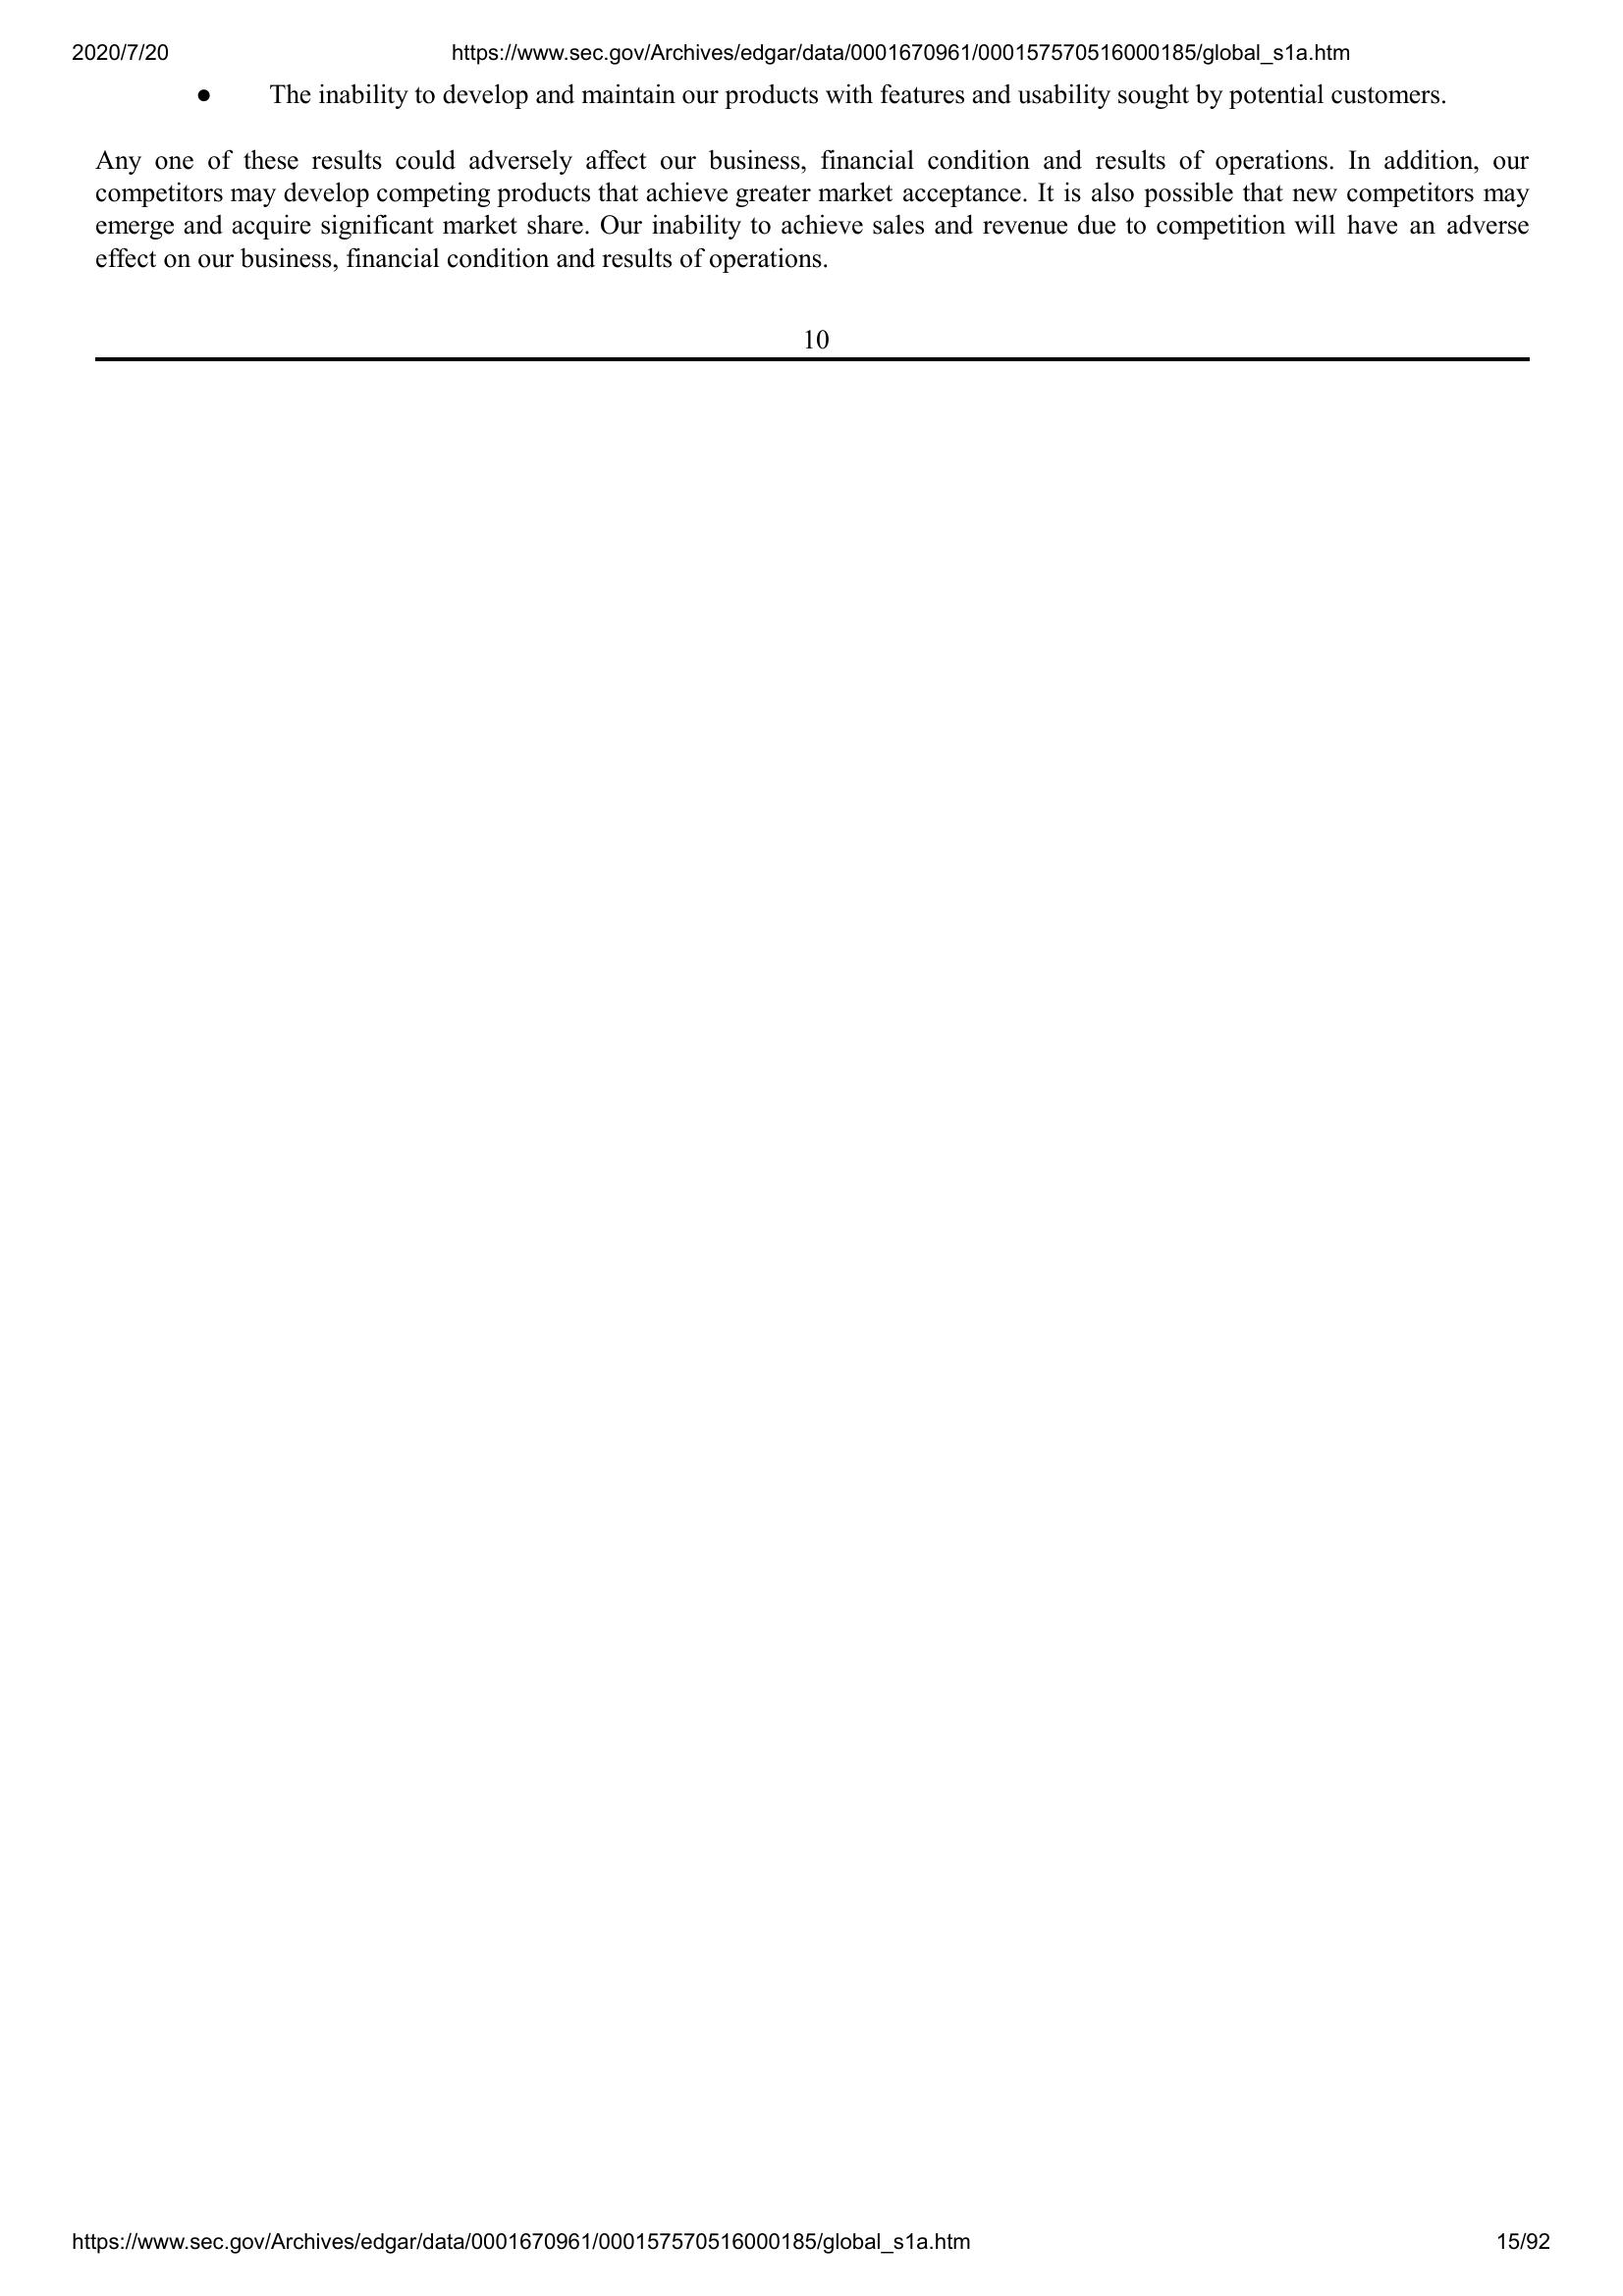 2020/7/20 https://www.sec.gov/Archives/edgar/data/0001670961/000157570516000185/global_s1a.htm
● The inability to develop and maintain our products with features and usability sought by potential customers.
Any one of these results could adversely affect our business, financial condition and results of operations. In addition, our
competitors may develop competing products that achieve greater market acceptance. It is also possible that new competitors may
emerge and acquire significant market share. Our inability to achieve sales and revenue due to competition will have an adverse
effect on our business, financial condition and results of operations.
10
https://www.sec.gov/Archives/edgar/data/0001670961/000157570516000185/global_s1a.htm 15/92